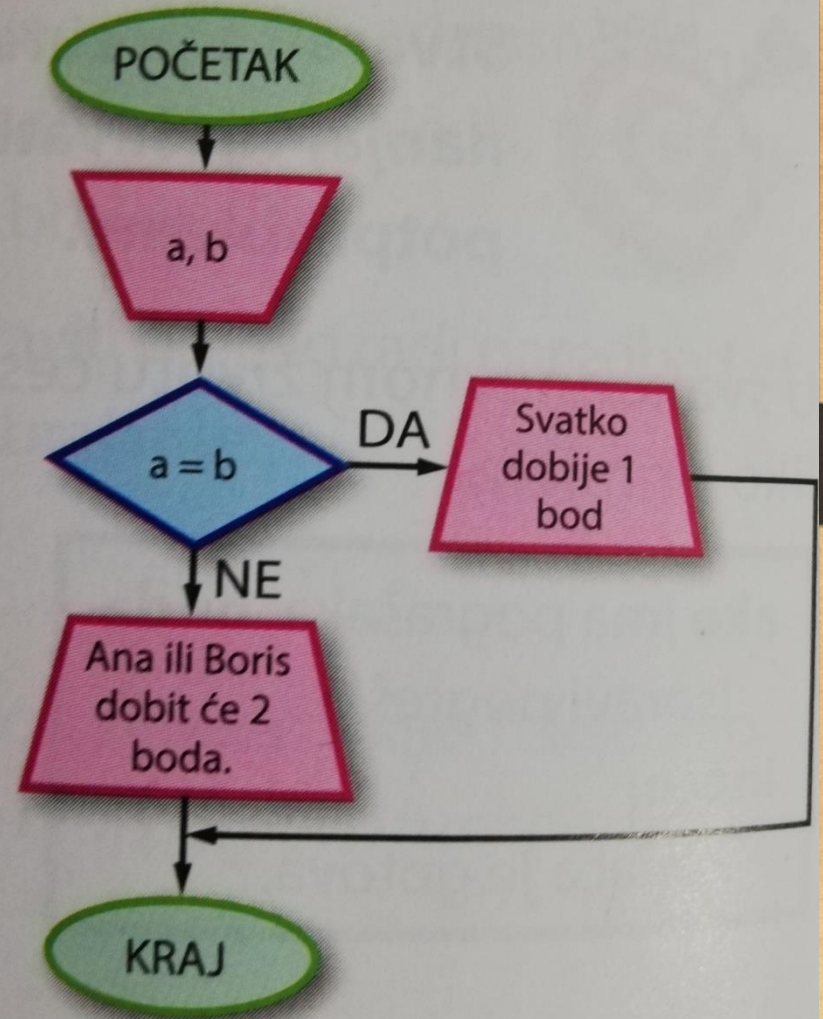 POČETAK
a, b
a = b
DA
Svatko
dobije 1
bod
NE
Ana ili Boris
dobit će 2
boda.
KRAJ